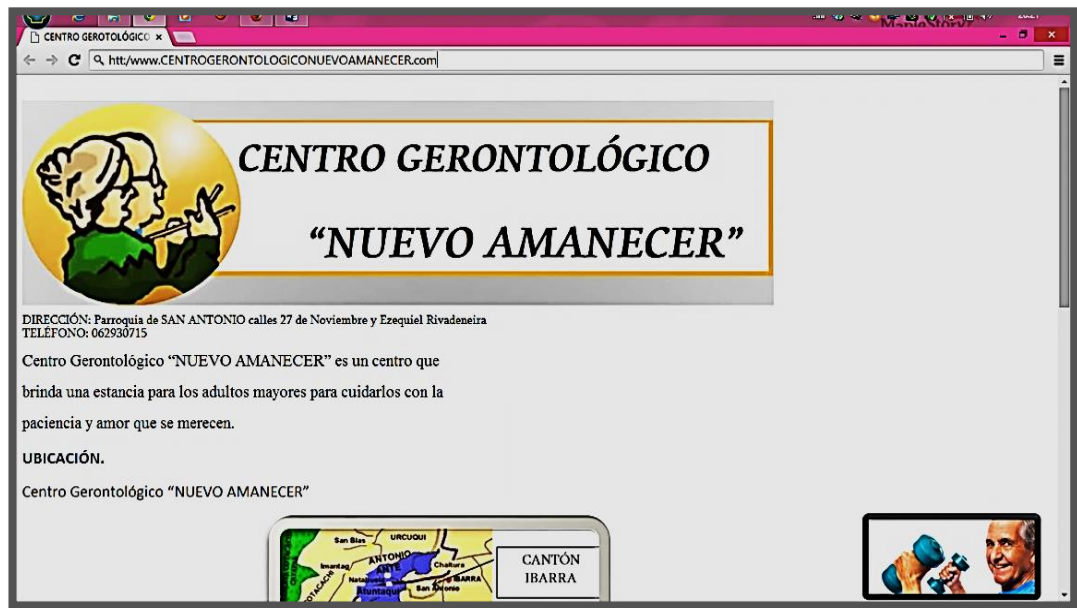 MapleStory/
CENTRO GEROTOLÓGICO ×
htt:/www.CENTROGERONTOLOGICONUEVOAMANECER.com
CENTRO GERONTOLÓGICO
“NUEVO AMANECER”
DIRECCIÓN: Parroquia de SAN ANTONIO calles 27 de Noviembre y Ezequiel Rivadeneira
TELÉFONO: 062930715
Centro Gerontológico “NUEVO AMANECER” es un centro que
brinda una estancia para los adultos mayores para cuidarlos con la
paciencia y amor que se merecen.
UBICACIÓN.
Centro Gerontológico “NUEVO AMANECER”
San Blas URCUQUI
ANTONIO
ANTE
Imantag
Chaltura
Natabuela
Atuntaqui
San Antonio
IBARRA
COTACACHI
CANTÓN
IBARRA